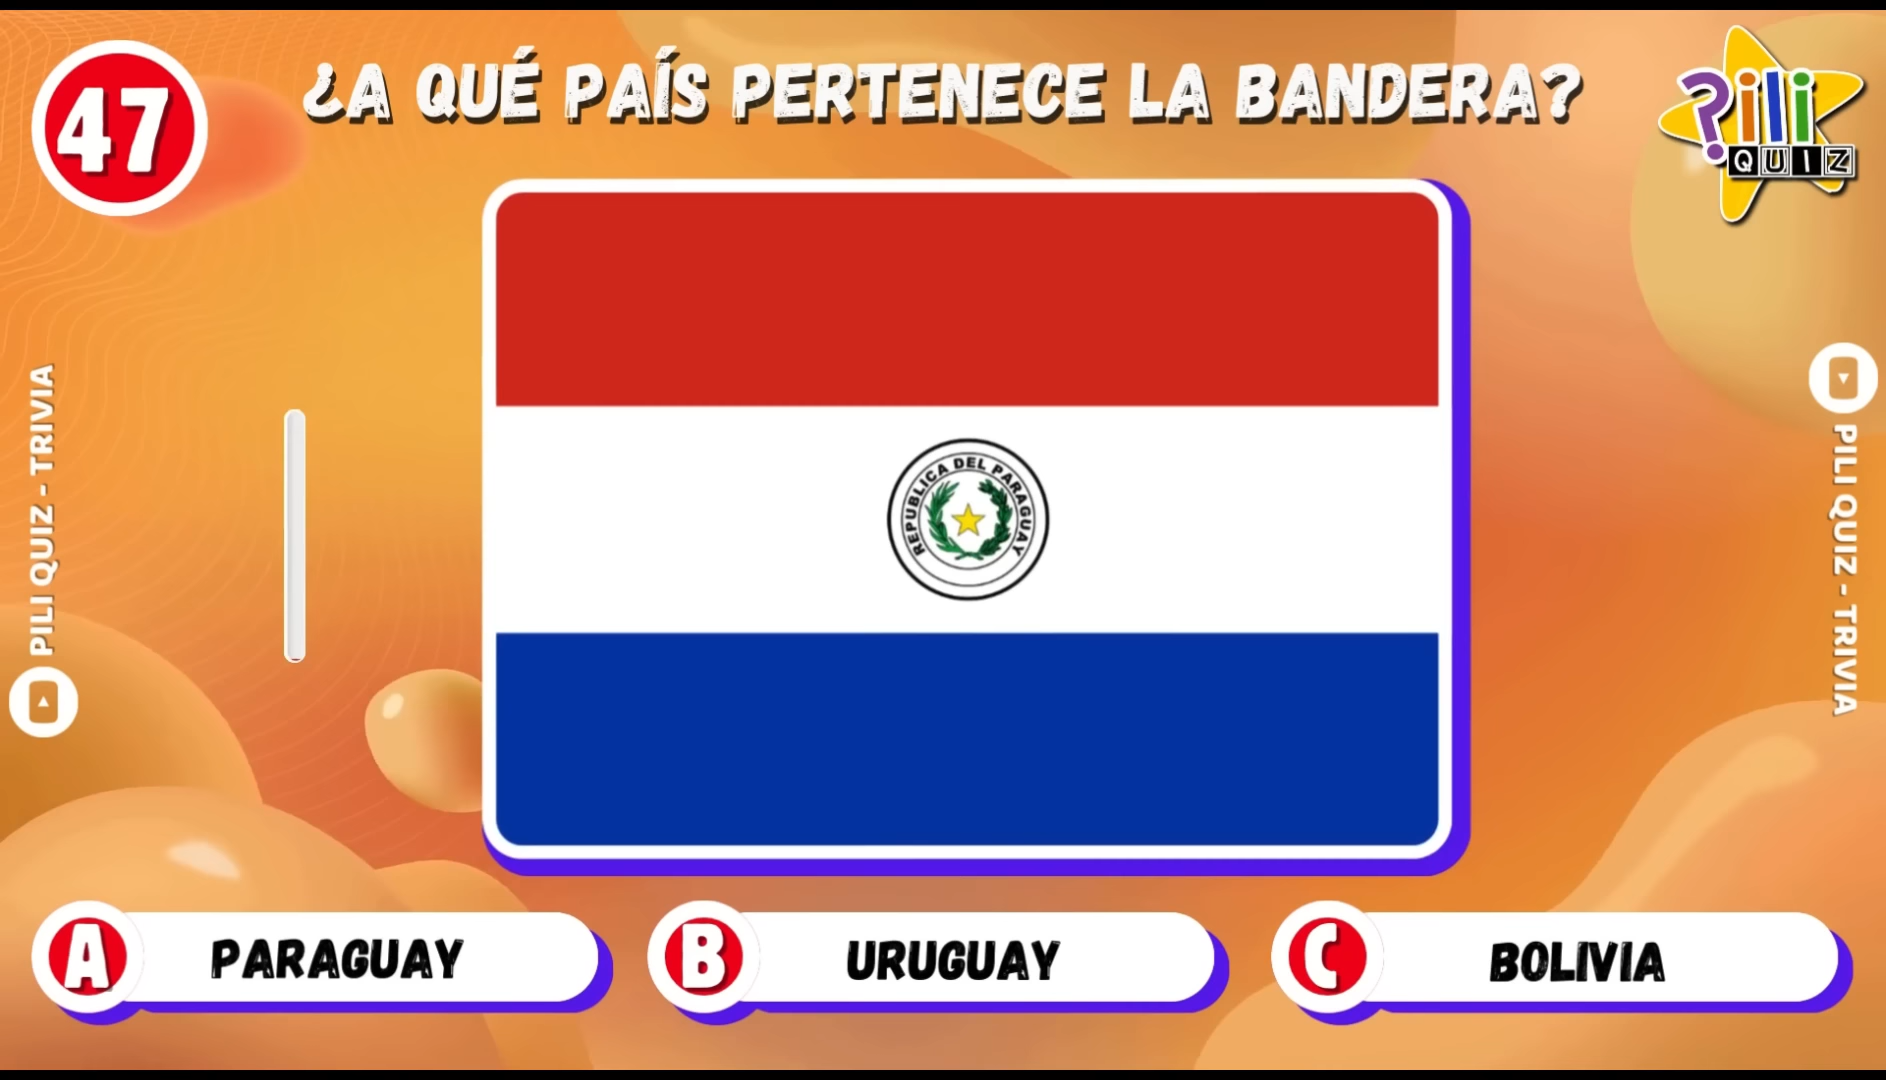 47
¿A QUÉ PAÍS PERTENECE LA BANDERA?
?ili
QUIZ
PILI QUIZ - TRIVIA
REPUBLICA DEL PARAGUAY
PILI QUIZ - TRIVIA
A PARAGUAY
B URUGUAY
C BOLIVIA